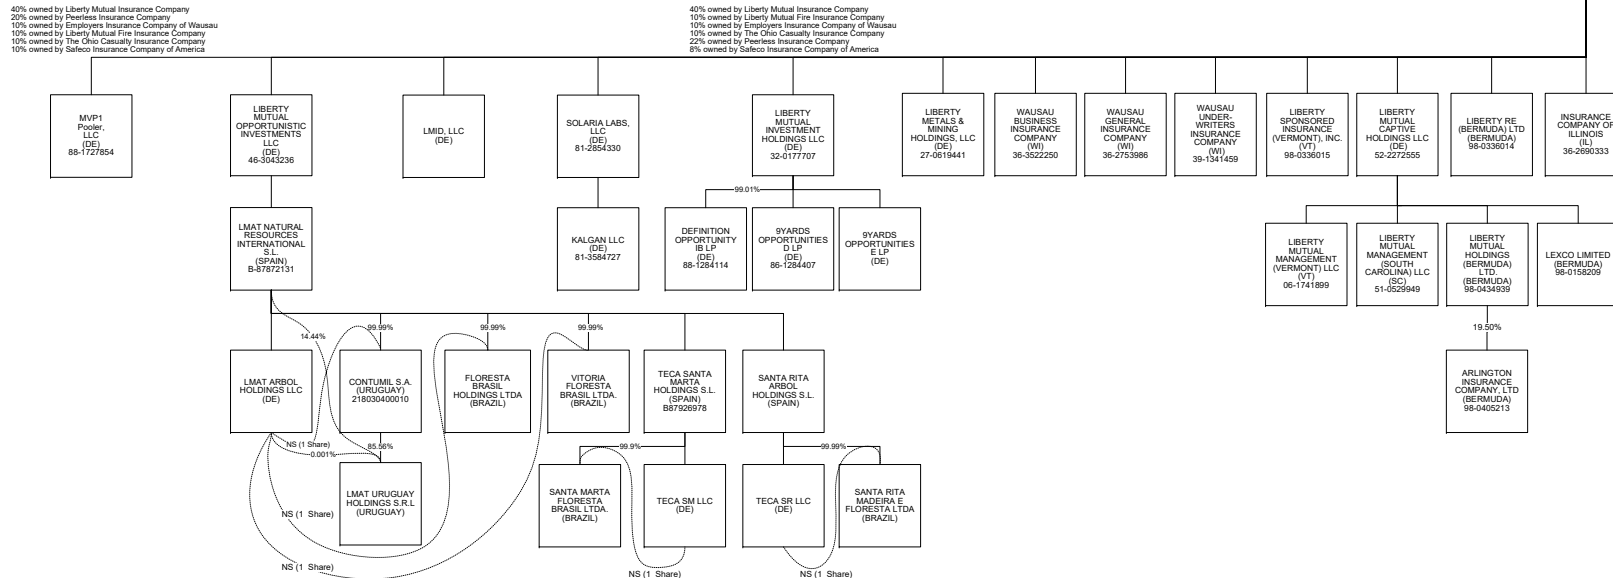 40% owned by Liberty Mutual Insurance Company
20% owned by Peerless Insurance Company
10% owned by Employers Insurance Company of Wausau
10% owned by Liberty Mutual Fire Insurance Company
10% owned by The Ohio Casualty Insurance Company
10% owned by Safeco Insurance Company of America
40% owned by Liberty Mutual Insurance Company
10% owned by Liberty Mutual Fire Insurance Company
10% owned by Employers Insurance Company of Wausau
10% owned by The Ohio Casualty Insurance Company
22% owned by Peerless Insurance Company
8% owned by Safeco Insurance Company of America
MVP1
Pooler,
LLC
(DE)
88-1727854
LIBERTY
MUTUAL
OPPORTUNISTIC
INVESTMENTS
LLC
(DE)
46-3043236
LMID, LLC
(DE)
SOLARIA LABS,
LLC
(DE)
81-2854330
LIBERTY
MUTUAL
INVESTMENT
HOLDINGS LLC
(DE)
32-0177707
LIBERTY
METALS &
MINING
HOLDINGS, LLC
(DE)
27-0619441
WAUSAU
BUSINESS
INSURANCE
COMPANY
(WI)
36-3522250
WAUSAU
GENERAL
INSURANCE
COMPANY
(WI)
36-2753986
WAUSAU
UNDER-
WRITERS
INSURANCE
COMPANY
(WI)
39-1341459
LIBERTY
SPONSORED
INSURANCE
(VERMONT), INC.
(VT)
98-0336015
LIBERTY
MUTUAL
CAPTIVE
HOLDINGS LLC
(DE)
52-2272555
LIBERTY RE
(BERMUDA) LTD
(BERMUDA)
98-0336014
INSURANCE
COMPANY OF
ILLINOIS
(IL)
36-2690333
99.01%
LMAT NATURAL
RESOURCES
INTERNATIONAL
S.L.
(SPAIN)
B-87872131
KALGAN LLC
(DE)
81-3584727
DEFINITION
OPPORTUNITY
IB LP
(DE)
88-1284114
9YARDS
OPPORTUNITIES
D LP
(DE)
86-1284407
9YARDS
OPPORTUNITIES
E LP
(DE)
LIBERTY
MUTUAL
MANAGEMENT
(VERMONT) LLC
(VT)
06-1741899
LIBERTY
MUTUAL
MANAGEMENT
(SOUTH
CAROLINA) LLC
(SC)
51-0529949
LIBERTY
MUTUAL
HOLDINGS
(BERMUDA)
LTD.
(BERMUDA)
98-0434939
LEXCO LIMITED
(BERMUDA)
98-0158209
14.44%
99.99%
99.99%
99.99%
19.50%
LMAT ARBOL
HOLDINGS LLC
(DE)
CONTUMIL S.A.
(URUGUAY)
218030400010
FLORESTA
BRASIL
HOLDINGS LTDA
(BRAZIL)
VITORIA
FLORESTA
BRASIL LTDA.
(BRAZIL)
TECA SANTA
MARTA
HOLDINGS S.L.
(SPAIN)
B87926978
SANTA RITA
ARBOL
HOLDINGS S.L.
(SPAIN)
ARLINGTON
INSURANCE
COMPANY, LTD
(BERMUDA)
98-0405213
NS (1 Share)
0.001%
85.56%
99.9%
99.99%
LMAT URUGUAY
HOLDINGS S.R.L
(URUGUAY)
SANTA MARTA
FLORESTA
BRASIL LTDA.
(BRAZIL)
TECA SM LLC
(DE)
TECA SR LLC
(DE)
SANTA RITA
MADEIRA E
FLORESTA LTDA
(BRAZIL)
NS (1 Share)
NS (1 Share)
NS (1 Share)
NS (1 Share)